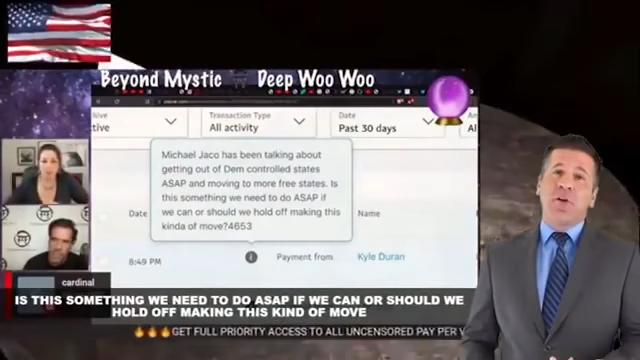 Beyond Mystic Deep Woo Woo
Transaction Type
Date
All activity
Past 30 days
Michael Jaco has been talking about
getting out of Dem controlled states
ASAP and moving to more free states. Is
this something we need to do ASAP if
we can or should we hold off making this
kinda of move?4653
Date
Name
8:49 PM
Payment from
Kyle Duran
cardinal
IS THIS SOMETHING WE NEED TO DO ASAP IF WE CAN OR SHOULD WE
HOLD OFF MAKING THIS KIND OF MOVE
GET FULL PRIORITY ACCESS TO ALL UNCENSORED PAY PER V